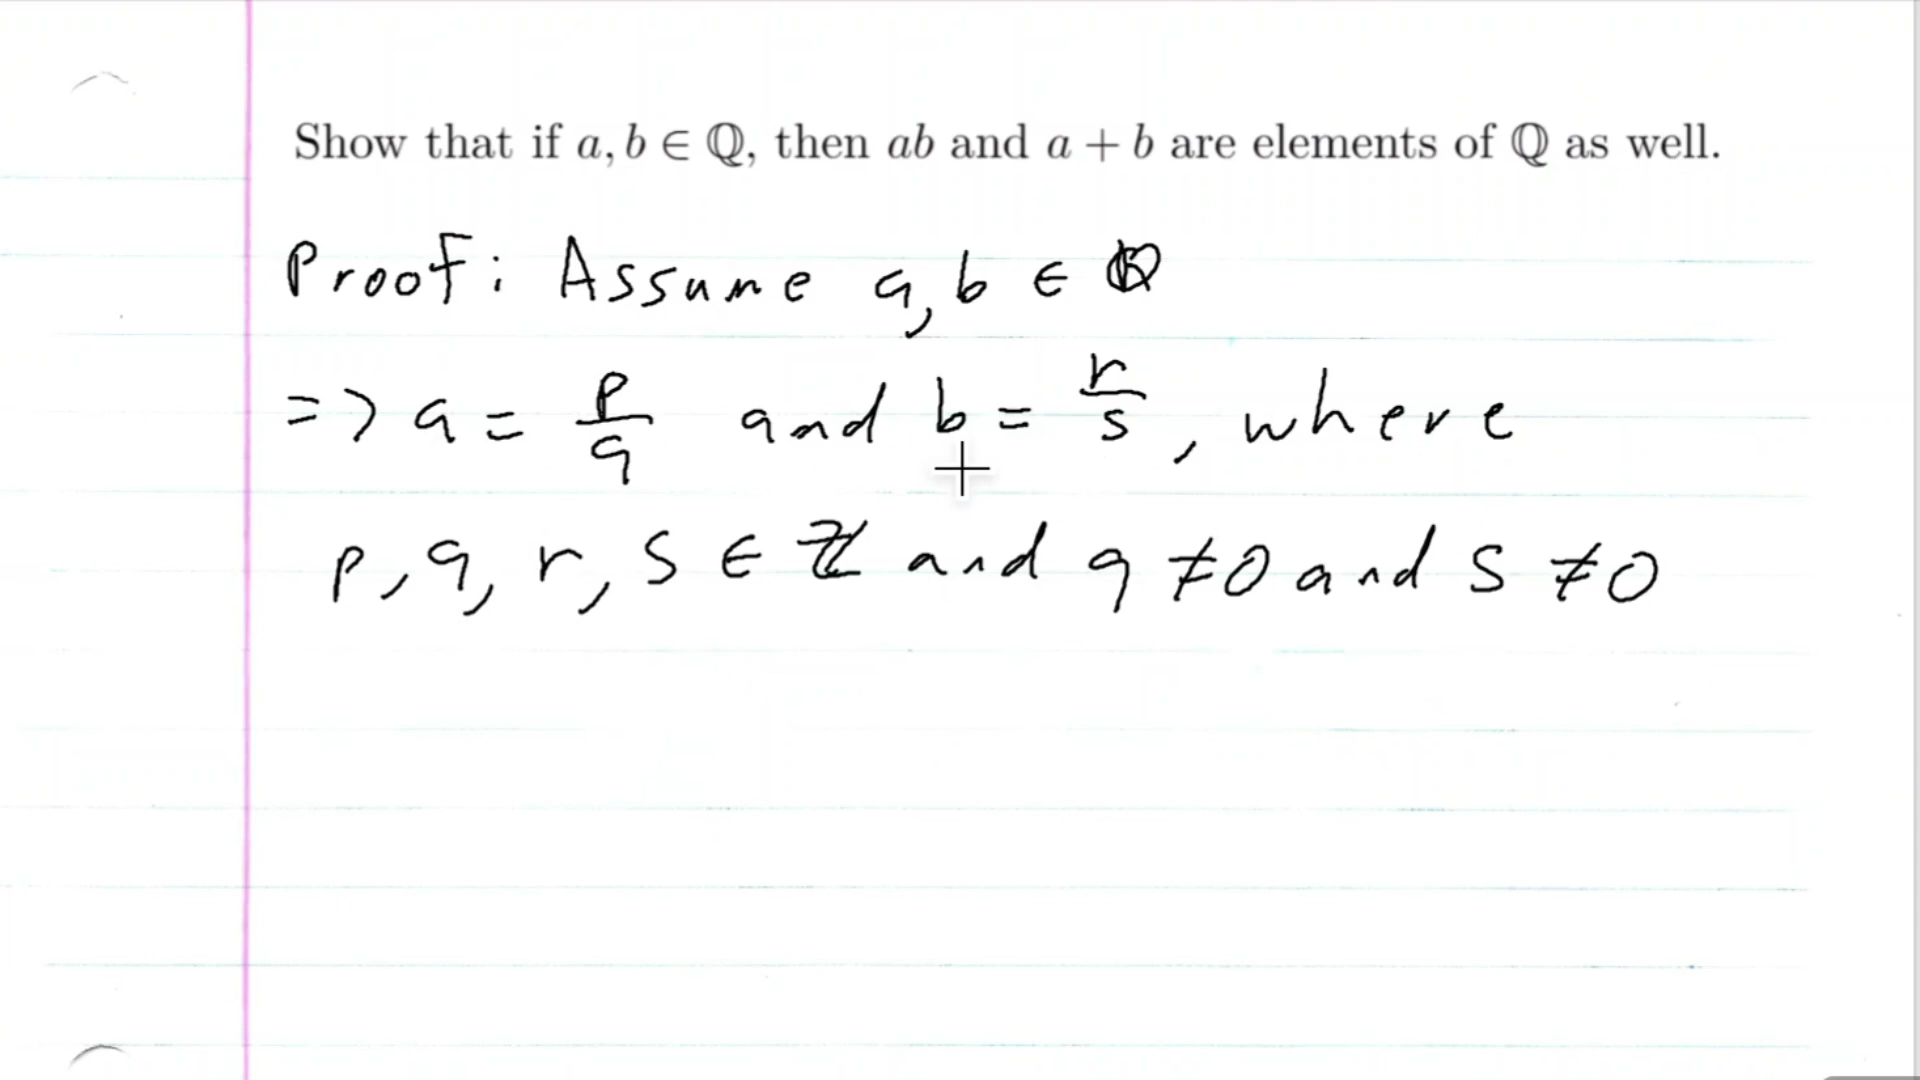 Show that if a, b ∈ ℚ, then ab and a + b are elements of ℚ as well.
Proof: Assume a, b ∈ ℚ
=> a = p/q and b = r/s, where
p, q, r, s ∈ ℤ and q ≠ 0 and s ≠ 0